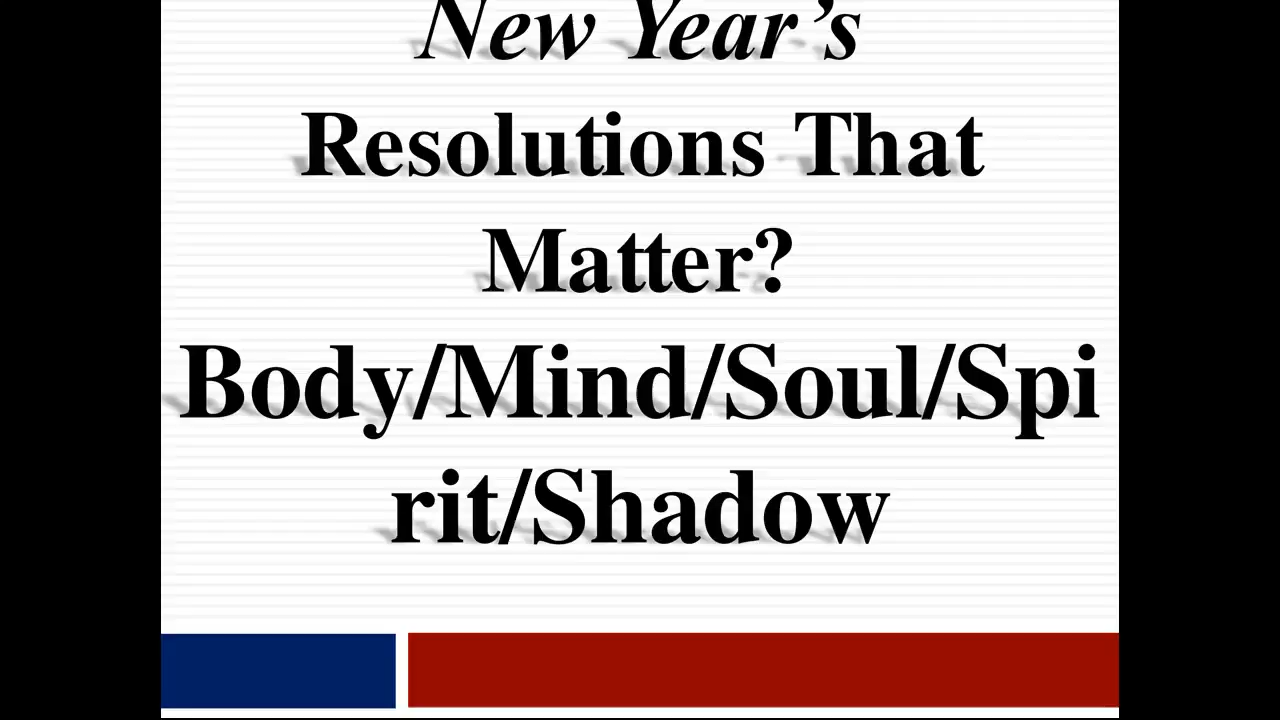 New Year’s
Resolutions That
Matter?
Body/Mind/Soul/Spi
rit/Shadow